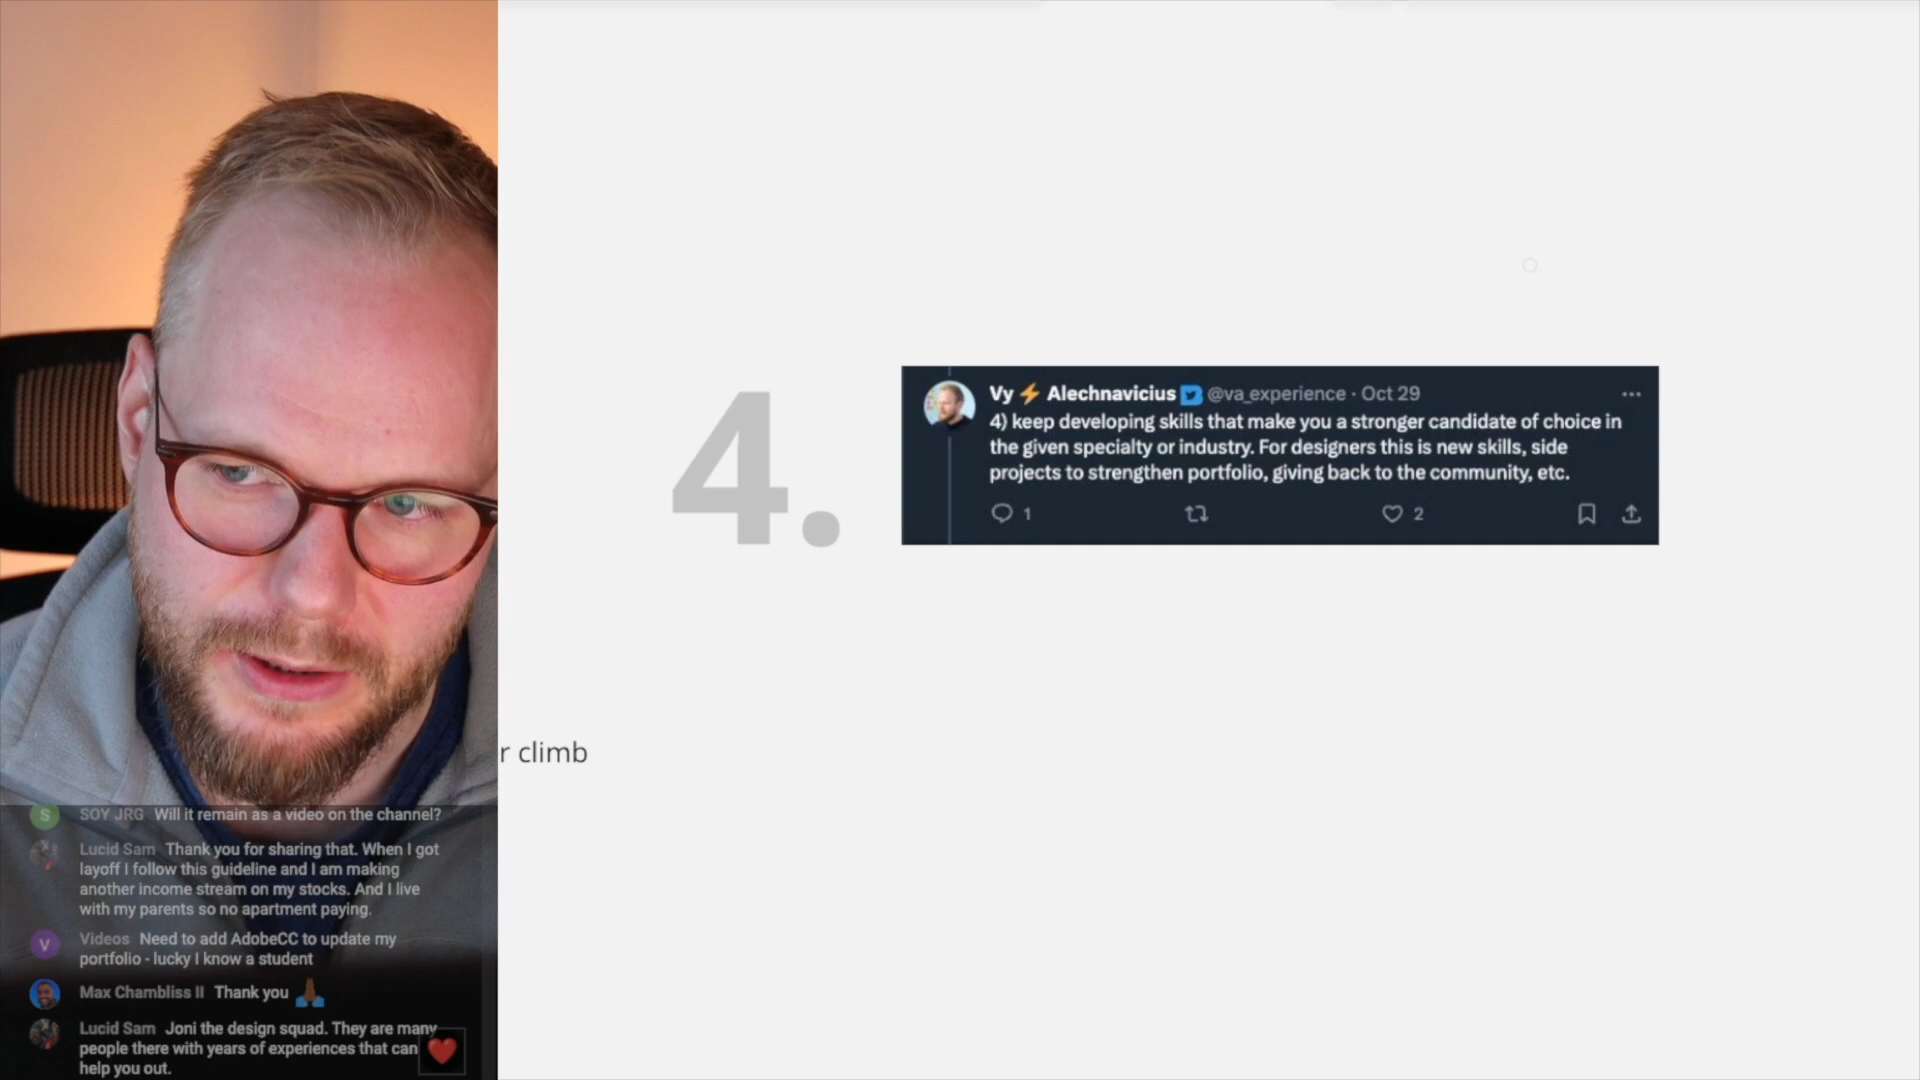 4.
Vy ⚡ Alechnavicius @va_experience · Oct 29
4) keep developing skills that make you a stronger candidate of choice in
the given specialty or industry. For designers this is new skills, side
projects to strengthen portfolio, giving back to the community, etc.
1
2
r climb
S
SOY JRG Will it remain as a video on the channel?
Lucid Sam Thank you for sharing that. When I got
layoff I follow this guideline and I am making
another income stream on my stocks. And I live
with my parents so no apartment paying.
V
Videos Need to add AdobeCC to update my
portfolio - lucky I know a student
Max Chambliss II Thank you 🙏🏾
Lucid Sam Joni the design squad. They are many
people there with years of experiences that can
help you out.